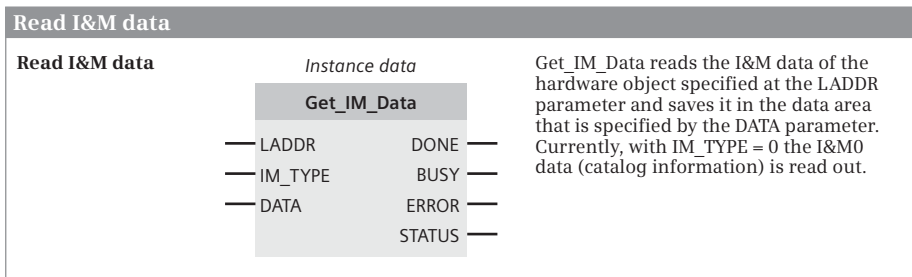 Read I&M data
Read I&M data
Instance data
Get_IM_Data
LADDR DONE
IM_TYPE BUSY
DATA ERROR
STATUS
Get_IM_Data reads the I&M data of the
hardware object specified at the LADDR
parameter and saves it in the data area
that is specified by the DATA parameter.
Currently, with IM_TYPE = 0 the I&M0
data (catalog information) is read out.